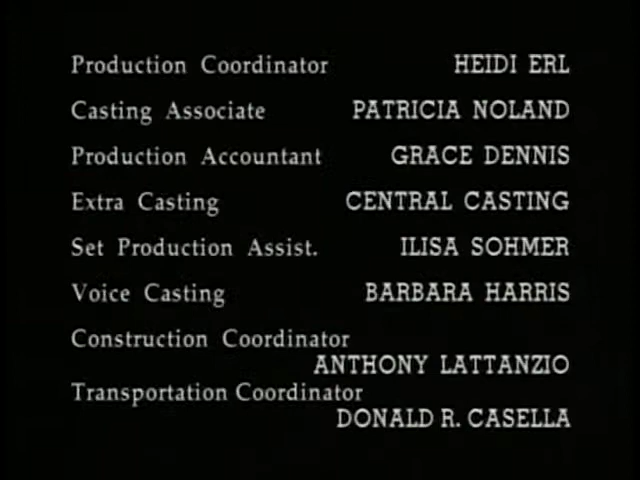 Production Coordinator HEIDI ERL
Casting Associate PATRICIA NOLAND
Production Accountant GRACE DENNIS
Extra Casting CENTRAL CASTING
Set Production Assist. ILISA SOHMER
Voice Casting BARBARA HARRIS
Construction Coordinator
ANTHONY LATTANZIO
Transportation Coordinator
DONALD R. CASELLA